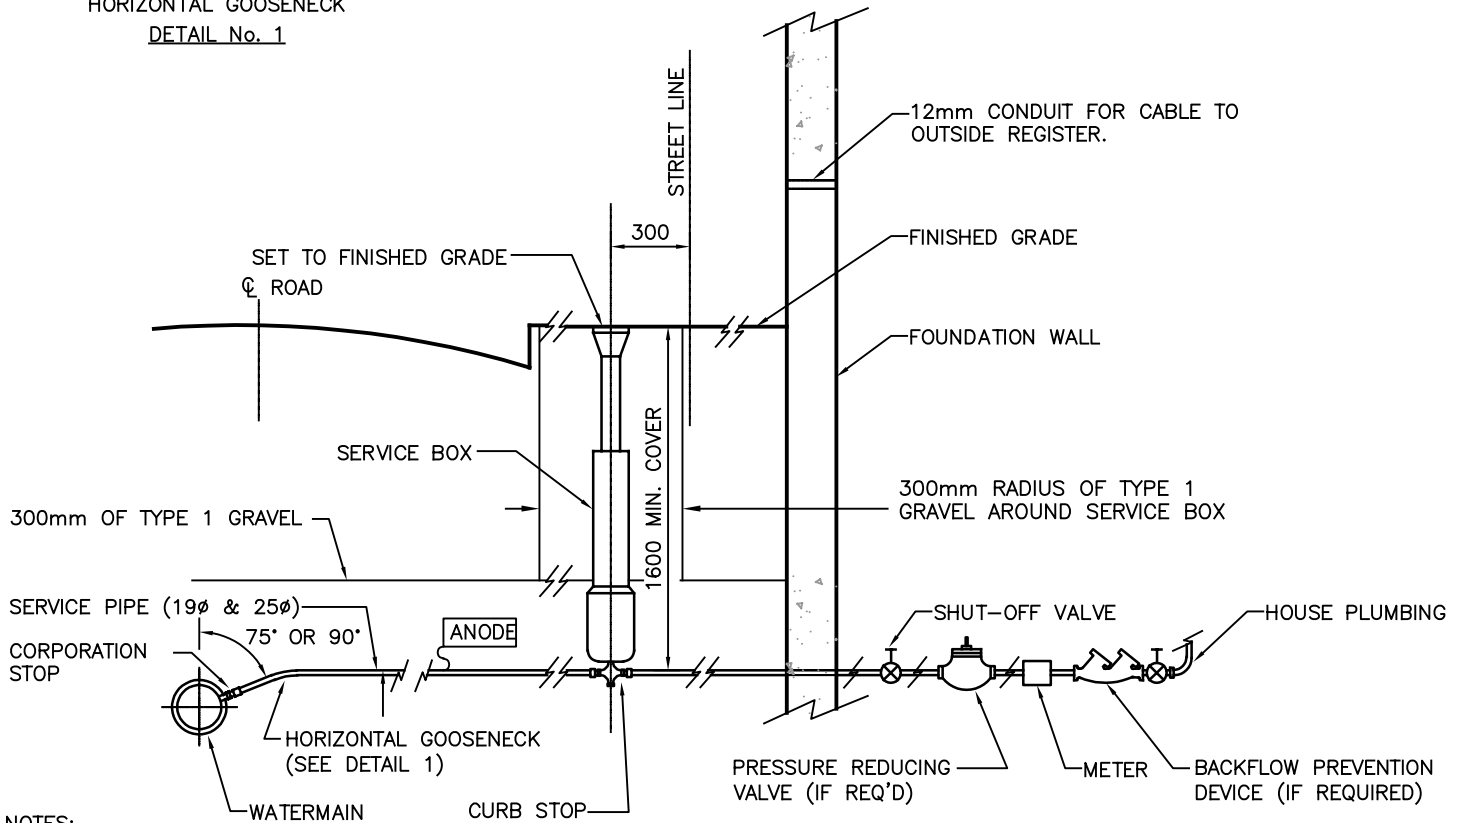 HORIZONTAL GOOSENECK
DETAIL No. 1
STREET LINE
12mm CONDUIT FOR CABLE TO
OUTSIDE REGISTER.
300
FINISHED GRADE
SET TO FINISHED GRADE
℄ ROAD
FOUNDATION WALL
SERVICE BOX
1600 MIN. COVER
300mm RADIUS OF TYPE 1
GRAVEL AROUND SERVICE BOX
300mm OF TYPE 1 GRAVEL
SERVICE PIPE (19ø & 25ø)
75° OR 90°
ANODE
SHUT-OFF VALVE
HOUSE PLUMBING
CORPORATION
STOP
HORIZONTAL GOOSENECK
(SEE DETAIL 1)
PRESSURE REDUCING
VALVE (IF REQ'D)
METER
BACKFLOW PREVENTION
DEVICE (IF REQUIRED)
WATERMAIN
CURB STOP
NOTES: